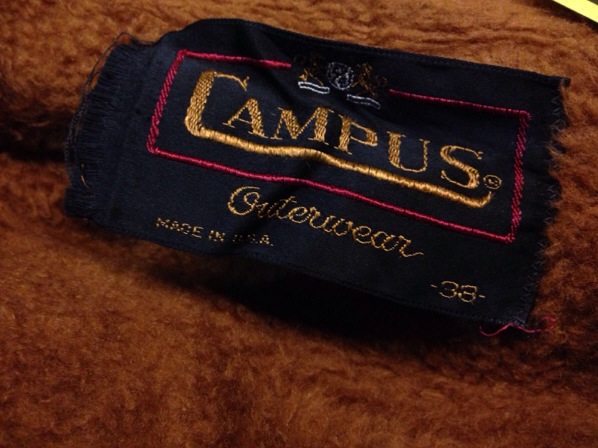 CAMPUS®
Outerwear
MADE IN U.S.A.
-38-